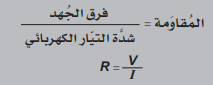 المُقاوَمة = فرق الجُهد
شدَّة التيّار الكهربائي
R = V
I